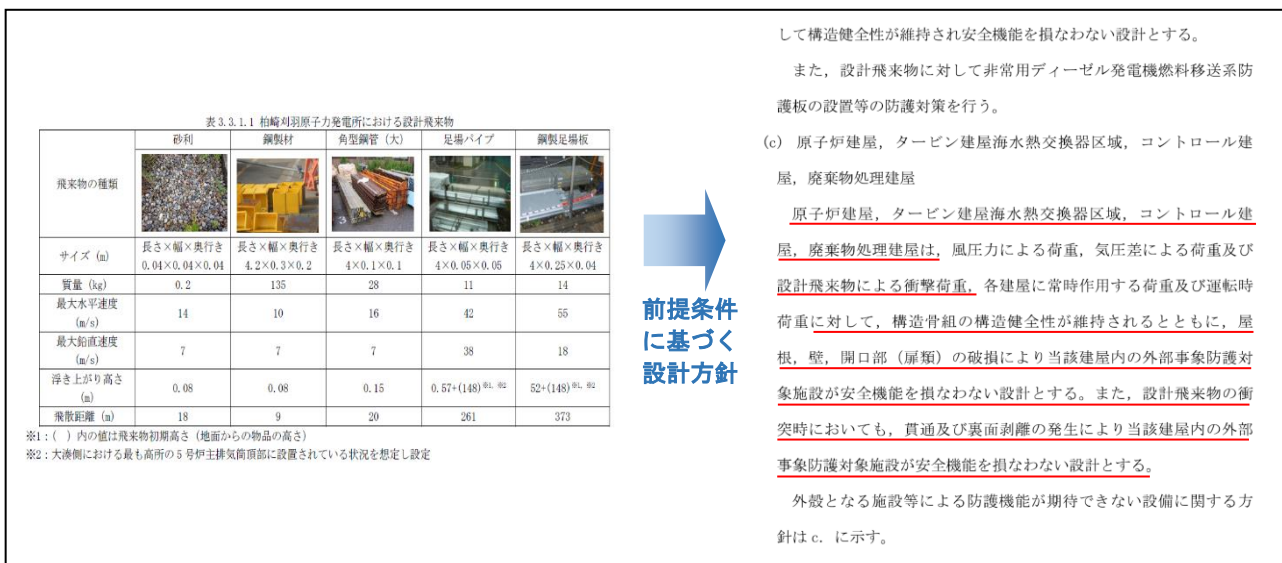 表 3.3.1.1 柏崎刈羽原子力発電所における設計飛来物
飛来物の種類 砂利 鋼製材 角型鋼管（大） 足場パイプ 鋼製足場板
サイズ (m) 長さ×幅×奥行き 長さ×幅×奥行き 長さ×幅×奥行き 長さ×幅×奥行き 長さ×幅×奥行き
0.04×0.04×0.04 4.2×0.3×0.2 4×0.1×0.1 4×0.05×0.05 4×0.25×0.04
質量 (kg) 0.2 135 28 11 14
最大水平速度
(m/s) 14 10 16 42 55
最大鉛直速度
(m/s) 7 7 7 38 18
浮き上がり高さ
(m) 0.08 0.08 0.15 0.57+(148)※1, ※2 52+(148)※1, ※2
飛散距離 (m) 18 9 20 261 373
※1：( ) 内の値は飛来物初期高さ（地面からの物品の高さ）
※2：大湊側における最も高所の 5 号炉主排気筒頂部に設置されている状況を想定し設定
前提条件
に基づく
設計方針
して構造健全性が維持され安全機能を損なわない設計とする。
また，設計飛来物に対して非常用ディーゼル発電機燃料移送系防
護板の設置等の防護対策を行う。
(c) 原子炉建屋，タービン建屋海水熱交換器区域，コントロール建
屋，廃棄物処理建屋
原子炉建屋，タービン建屋海水熱交換器区域，コントロール建
屋，廃棄物処理建屋は，風圧力による荷重，気圧差による荷重及び
設計飛来物による衝撃荷重，各建屋に常時作用する荷重及び運転時
荷重に対して，構造骨組の構造健全性が維持されるとともに，屋
根，壁，開口部（扉類）の破損により当該建屋内の外部事象防護対
象施設が安全機能を損なわない設計とする。また，設計飛来物の衝
突時においても，貫通及び裏面剥離の発生により当該建屋内の外部
事象防護対象施設が安全機能を損なわない設計とする。
外殻となる施設等による防護機能が期待できない設備に関する方
針は c. に示す。